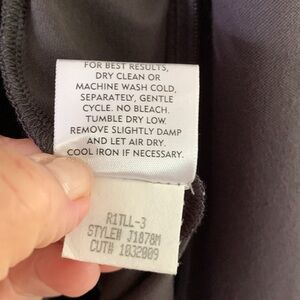 FOR BEST RESULTS,
DRY CLEAN OR
MACHINE WASH COLD,
SEPARATELY, GENTLE
CYCLE. NO BLEACH.
TUMBLE DRY LOW.
REMOVE SLIGHTLY DAMP
AND LET AIR DRY.
COOL IRON IF NECESSARY.
R1TLL-3
STYLE# J1878M
CUT# 1032009